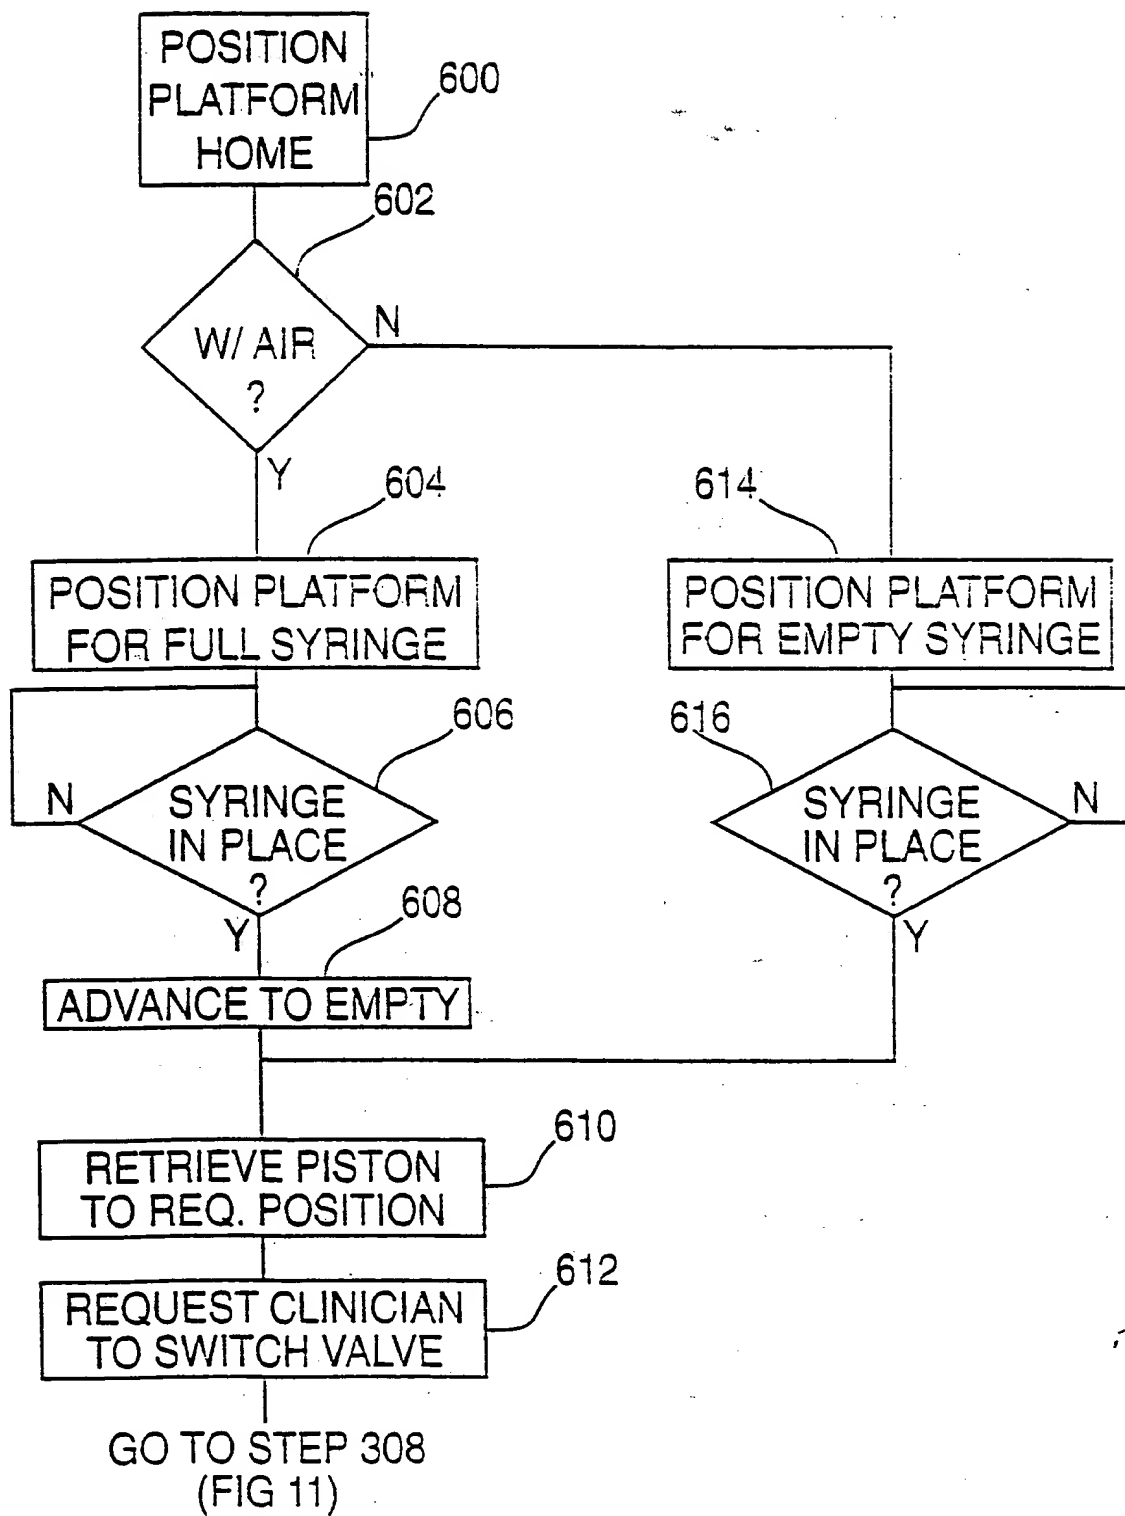 POSITION
PLATFORM
HOME
600
602
W/ AIR
?
N
Y
604
POSITION PLATFORM
FOR FULL SYRINGE
614
POSITION PLATFORM
FOR EMPTY SYRINGE
606
SYRINGE
IN PLACE
?
N
Y
616
SYRINGE
IN PLACE
?
N
Y
608
ADVANCE TO EMPTY
610
RETRIEVE PISTON
TO REQ. POSITION
612
REQUEST CLINICIAN
TO SWITCH VALVE
GO TO STEP 308
(FIG 11)